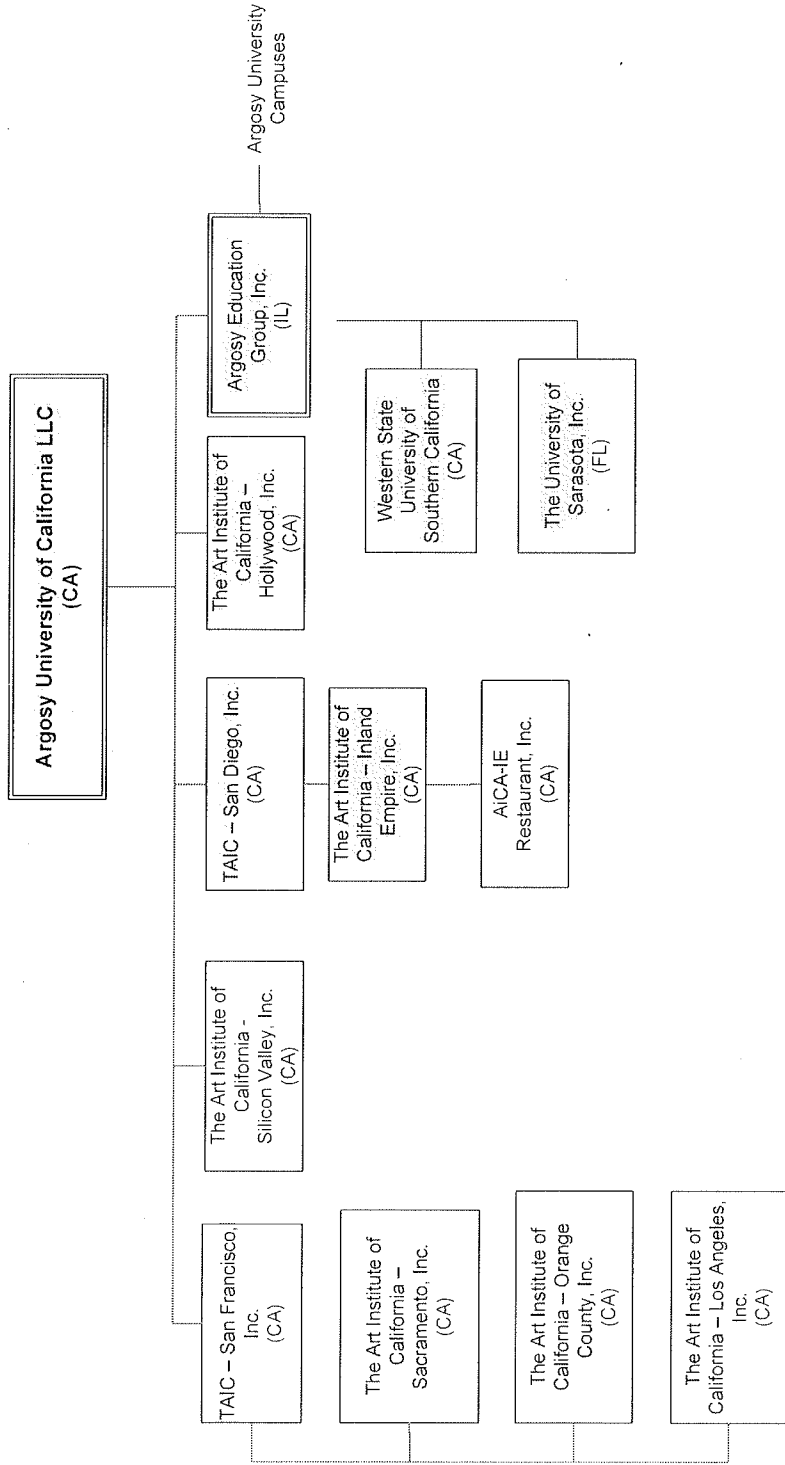 Argosy University of California LLC
(CA)
TAIC – San Francisco,
Inc.
(CA)
The Art Institute of
California -
Silicon Valley, Inc.
(CA)
TAIC – San Diego, Inc.
(CA)
The Art Institute of
California –
Hollywood, Inc.
(CA)
Argosy Education
Group, Inc.
(IL)
Argosy University
Campuses
The Art Institute of
California –
Sacramento, Inc.
(CA)
The Art Institute of
California – Orange
County, Inc.
(CA)
The Art Institute of
California – Los Angeles,
Inc.
(CA)
The Art Institute of
California – Inland
Empire, Inc.
(CA)
AiCA-IE
Restaurant, Inc.
(CA)
Western State
University of
Southern California
(CA)
The University of
Sarasota, Inc.
(FL)